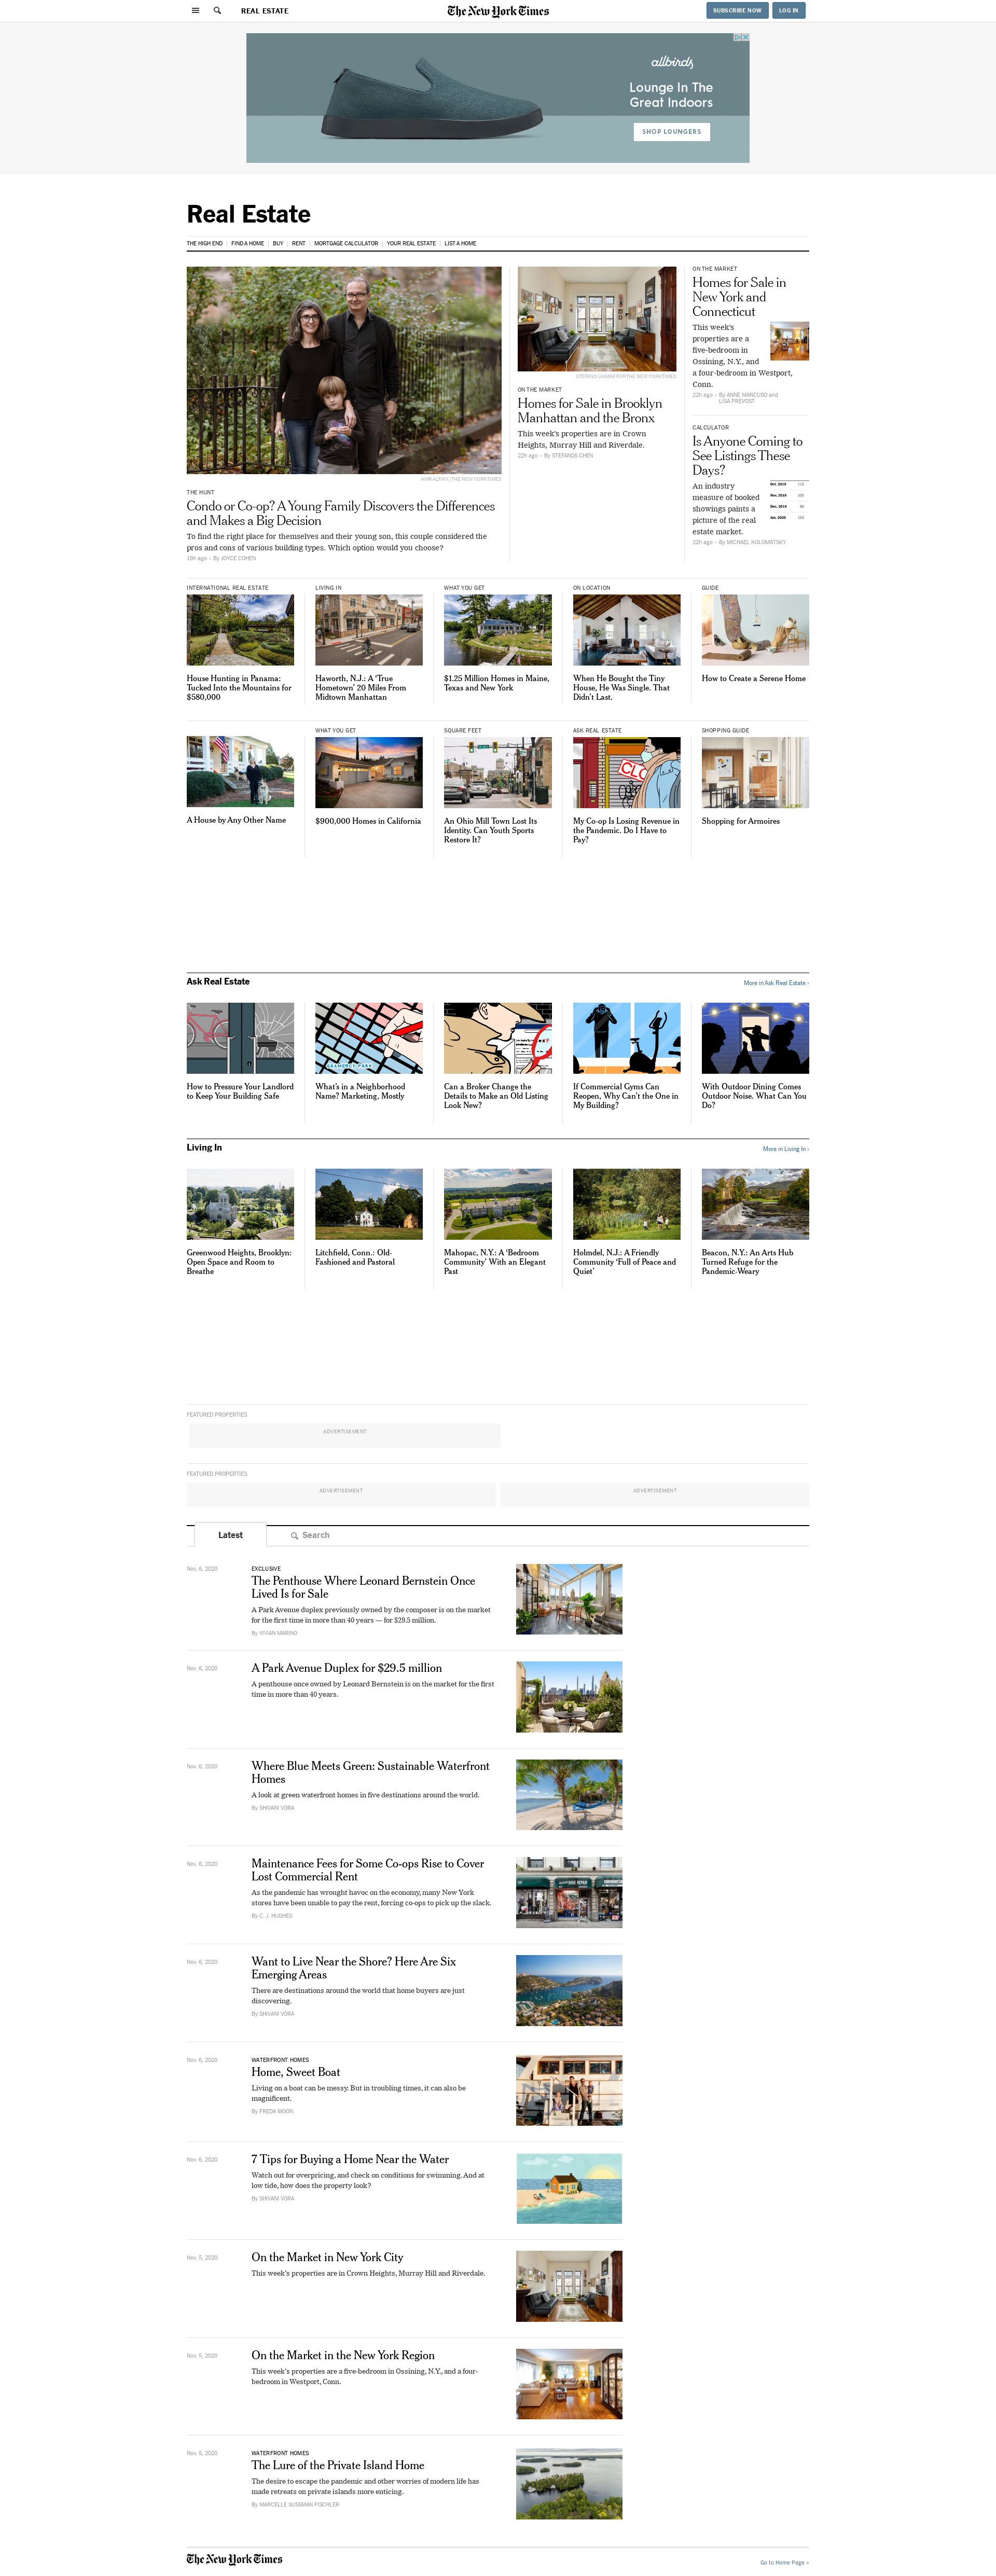 REAL ESTATE
The New York Times
SUBSCRIBE NOW
LOG IN
allbirds
Lounge In The
Great Indoors
SHOP LOUNGERS
Real Estate
THE HIGH END
FIND A HOME
BUY
RENT
MORTGAGE CALCULATOR
YOUR REAL ESTATE
LIST A HOME
THE HUNT
Condo or Co-op? A Young Family Discovers the Differences
and Makes a Big Decision
To find the right place for themselves and their young son, this couple considered the
pros and cons of various building types. Which option would you choose?
19h ago - By JOYCE COHEN
STEFANO UKMAR FOR THE NEW YORK TIMES
ON THE MARKET
Homes for Sale in Brooklyn
Manhattan and the Bronx
This week's properties are in Crown
Heights, Murray Hill and Riverdale.
22h ago - By STEFANOS CHEN
ON THE MARKET
Homes for Sale in
New York and
Connecticut
This week's
properties are a
five-bedroom in
Ossining, N.Y., and
a four-bedroom in Westport,
Conn.
22h ago - By ANNE MANCUSO and
LISA PREVOST
CALCULATOR
Is Anyone Coming to
See Listings These
Days?
An industry
measure of booked
showings paints a
picture of the real
estate market.
22h ago - By MICHAEL KOLOMATSKY
INTERNATIONAL REAL ESTATE
House Hunting in Panama:
Tucked Into the Mountains for
$580,000
LIVING IN
Haworth, N.J.: A 'True
Hometown' 20 Miles From
Midtown Manhattan
WHAT YOU GET
$1.25 Million Homes in Maine,
Texas and New York
ON LOCATION
When He Bought the Tiny
House, He Was Single. That
Didn't Last.
GUIDE
How to Create a Serene Home
A House by Any Other Name
WHAT YOU GET
$900,000 Homes in California
SQUARE FEET
An Ohio Mill Town Lost Its
Identity. Can Youth Sports
Restore It?
ASK REAL ESTATE
CLO
My Co-op Is Losing Revenue in
the Pandemic. Do I Have to
Pay?
SHOPPING GUIDE
Shopping for Armoires
Ask Real Estate
More in Ask Real Estate ›
How to Pressure Your Landlord
to Keep Your Building Safe
GRAMERCY PARK
What's in a Neighborhood
Name? Marketing, Mostly
Can a Broker Change the
Details to Make an Old Listing
Look New?
If Commercial Gyms Can
Reopen, Why Can't the One in
My Building?
With Outdoor Dining Comes
Outdoor Noise. What Can You
Do?
Living In
More in Living In ›
Greenwood Heights, Brooklyn:
Open Space and Room to
Breathe
Litchfield, Conn.: Old-
Fashioned and Pastoral
Mahopac, N.Y.: A 'Bedroom
Community' With an Elegant
Past
Holmdel, N.J.: A Friendly
Community 'Full of Peace and
Quiet'
Beacon, N.Y.: An Arts Hub
Turned Refuge for the
Pandemic-Weary
FEATURED PROPERTIES
ADVERTISEMENT
FEATURED PROPERTIES
ADVERTISEMENT
ADVERTISEMENT
Latest
Search
Nov. 6, 2020
EXCLUSIVE
The Penthouse Where Leonard Bernstein Once
Lived Is for Sale
A Park Avenue duplex previously owned by the composer is on the market
for the first time in more than 40 years — for $29.5 million.
By VIVIAN MARINO
Nov. 6, 2020
A Park Avenue Duplex for $29.5 million
A penthouse once owned by Leonard Bernstein is on the market for the first
time in more than 40 years.
Nov. 6, 2020
Where Blue Meets Green: Sustainable Waterfront
Homes
A look at green waterfront homes in five destinations around the world.
By SHIVANI VORA
Nov. 6, 2020
Maintenance Fees for Some Co-ops Rise to Cover
Lost Commercial Rent
As the pandemic has wrought havoc on the economy, many New York
stores have been unable to pay the rent, forcing co-ops to pick up the slack.
By C. J. HUGHES
Nov. 6, 2020
Want to Live Near the Shore? Here Are Six
Emerging Areas
There are destinations around the world that home buyers are just
discovering.
By SHIVANI VORA
Nov. 6, 2020
WATERFRONT HOMES
Home, Sweet Boat
Living on a boat can be messy. But in troubling times, it can also be
magnificent.
By FREDA MOON
Nov. 6, 2020
7 Tips for Buying a Home Near the Water
Watch out for overpricing, and check on conditions for swimming. And at
low tide, how does the property look?
By SHIVANI VORA
Nov. 5, 2020
On the Market in New York City
This week's properties are in Crown Heights, Murray Hill and Riverdale.
Nov. 5, 2020
On the Market in the New York Region
This week's properties are a five-bedroom in Ossining, N.Y., and a four-
bedroom in Westport, Conn.
Nov. 5, 2020
WATERFRONT HOMES
The Lure of the Private Island Home
The desire to escape the pandemic and other worries of modern life has
made retreats on private islands more enticing.
By MARCELLE SUSSMAN FISCHLER
The New York Times
Go to Home Page »